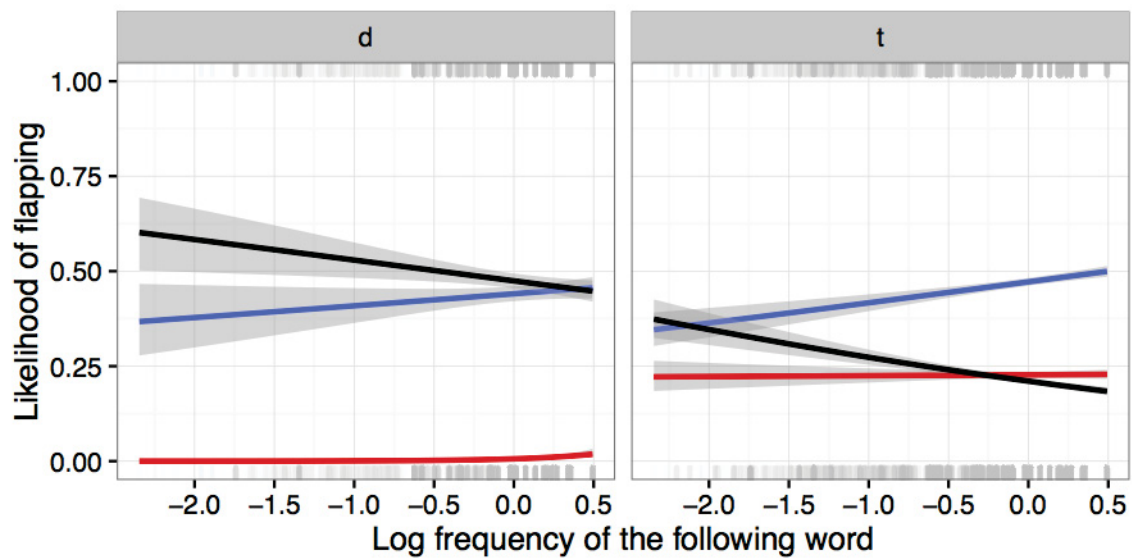 d t
1.00
0.75
0.50
0.25
0.00
Likelihood of flapping
−2.0 −1.5 −1.0 −0.5 0.0 0.5 −2.0 −1.5 −1.0 −0.5 0.0 0.5
Log frequency of the following word